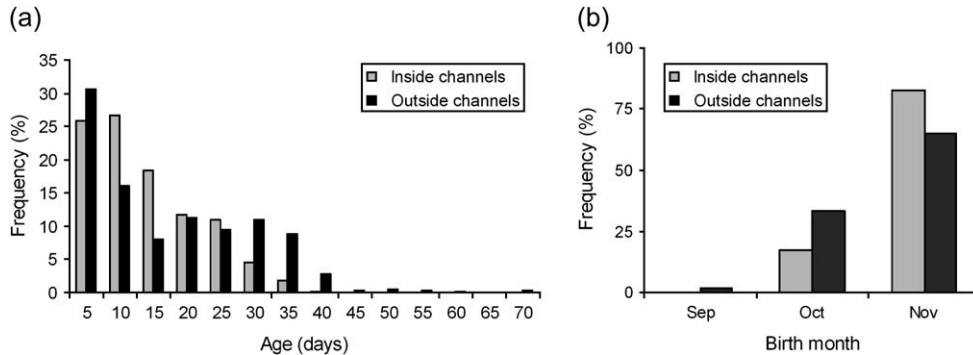 (a)
35
30
25
20
15
10
5
0
Frequency (%)
Inside channels
Outside channels
5 10 15 20 25 30 35 40 45 50 55 60 65 70
Age (days)
(b)
100
75
50
25
0
Frequency (%)
Inside channels
Outside channels
Sep Oct Nov
Birth month